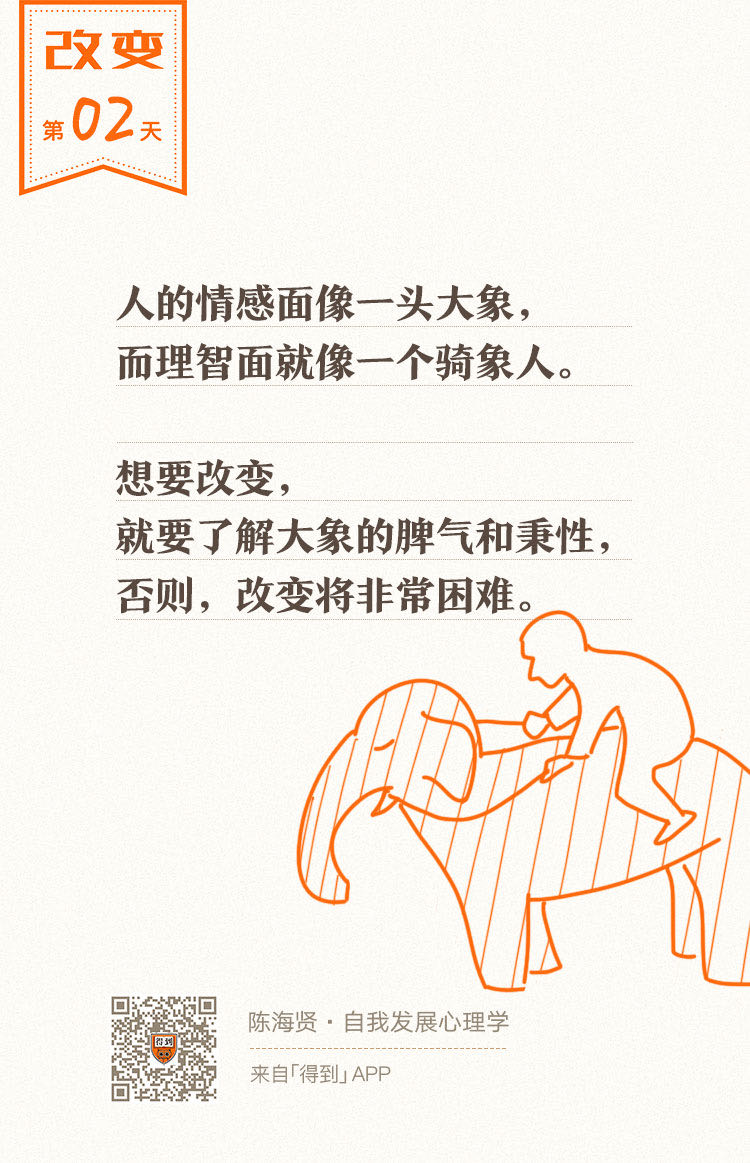 改变
第02天
人的情感面像一头大象，
而理智面就像一个骑象人。
想要改变，
就要了解大象的脾气和秉性，
否则，改变将非常困难。
得到
陈海贤·自我发展心理学
来自「得到」APP